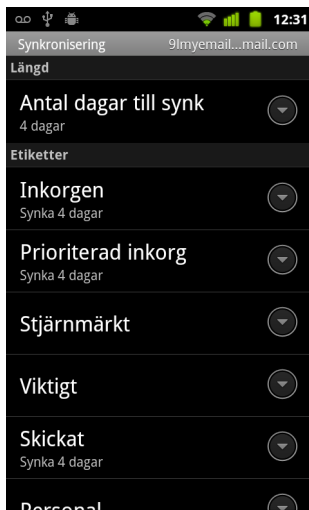 12:31
Synkronisering 9lmyemail...mail.com
Längd
Antal dagar till synk
4 dagar
Etiketter
Inkorgen
Synka 4 dagar
Prioriterad inkorg
Synka 4 dagar
Stjärnmärkt
Viktigt
Skickat
Synka 4 dagar
Personal